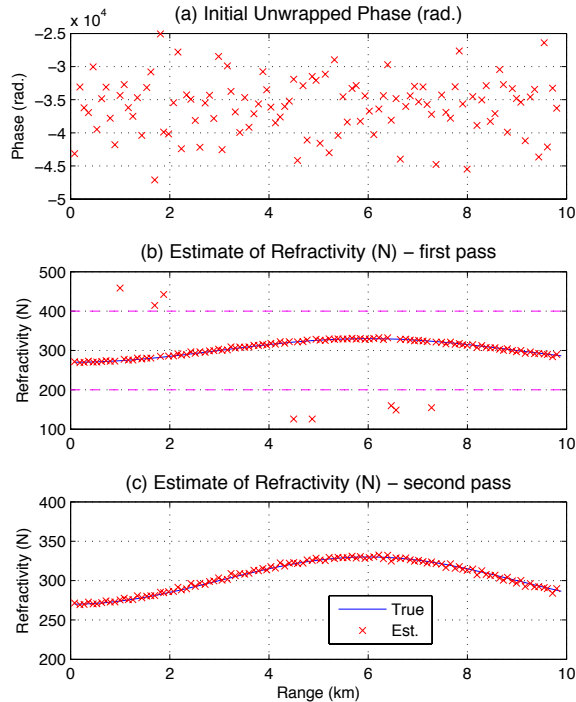 (a) Initial Unwrapped Phase (rad.)
x 10⁴
-2.5
-3
-3.5
-4
-4.5
-5
Phase (rad.)
0 2 4 6 8 10
(b) Estimate of Refractivity (N) – first pass
500
400
300
200
100
Refractivity (N)
0 2 4 6 8 10
(c) Estimate of Refractivity (N) – second pass
400
350
300
250
200
Refractivity (N)
True
Est.
0 2 4 6 8 10
Range (km)